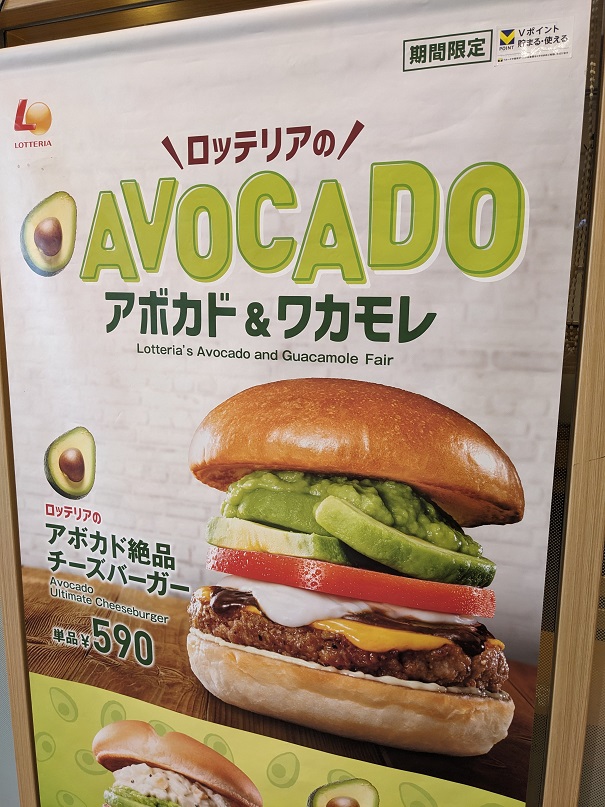 期間限定
V POINT
Vポイント
貯まる・使える
LOTTERIA
ロッテリアの
AVOCADO
アボカド&ワカモレ
Lotteria's Avocado and Guacamole Fair
ロッテリアの
アボカド絶品
チーズバーガー
Avocado
Ultimate Cheeseburger
単品¥590